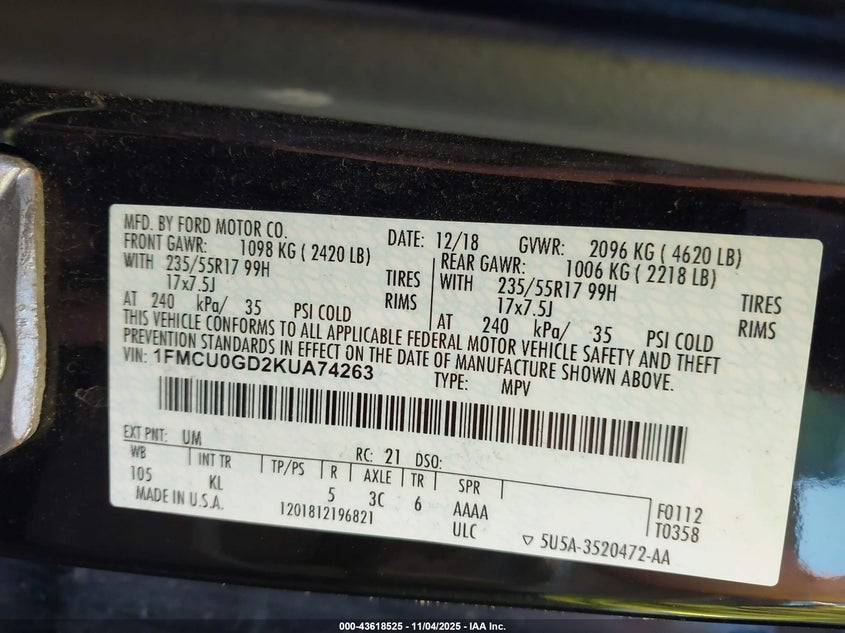 MFD. BY FORD MOTOR CO. DATE: 12/18 GVWR: 2096 KG ( 4620 LB)
FRONT GAWR: 1098 KG ( 2420 LB) REAR GAWR: 1006 KG ( 2218 LB)
WITH 235/55R17 99H TIRES WITH 235/55R17 99H TIRES
17x7.5J RIMS 17x7.5J RIMS
AT 240 kPa/ 35 PSI COLD AT 240 kPa/ 35 PSI COLD
THIS VEHICLE CONFORMS TO ALL APPLICABLE FEDERAL MOTOR VEHICLE SAFETY AND THEFT
PREVENTION STANDARDS IN EFFECT ON THE DATE OF MANUFACTURE SHOWN ABOVE.
VIN: 1FMCU0GD2KUA74263 TYPE: MPV
EXT PNT: UM RC: 21 DSO:
WB INT TR TP/PS R AXLE TR SPR
105 KL 5 3C 6 AAAA F0112
MADE IN U.S.A. 1201812196821 ULC T0358
▽ 5U5A-3520472-AA
000-43618525 - 11/04/2025 - IAA Inc.